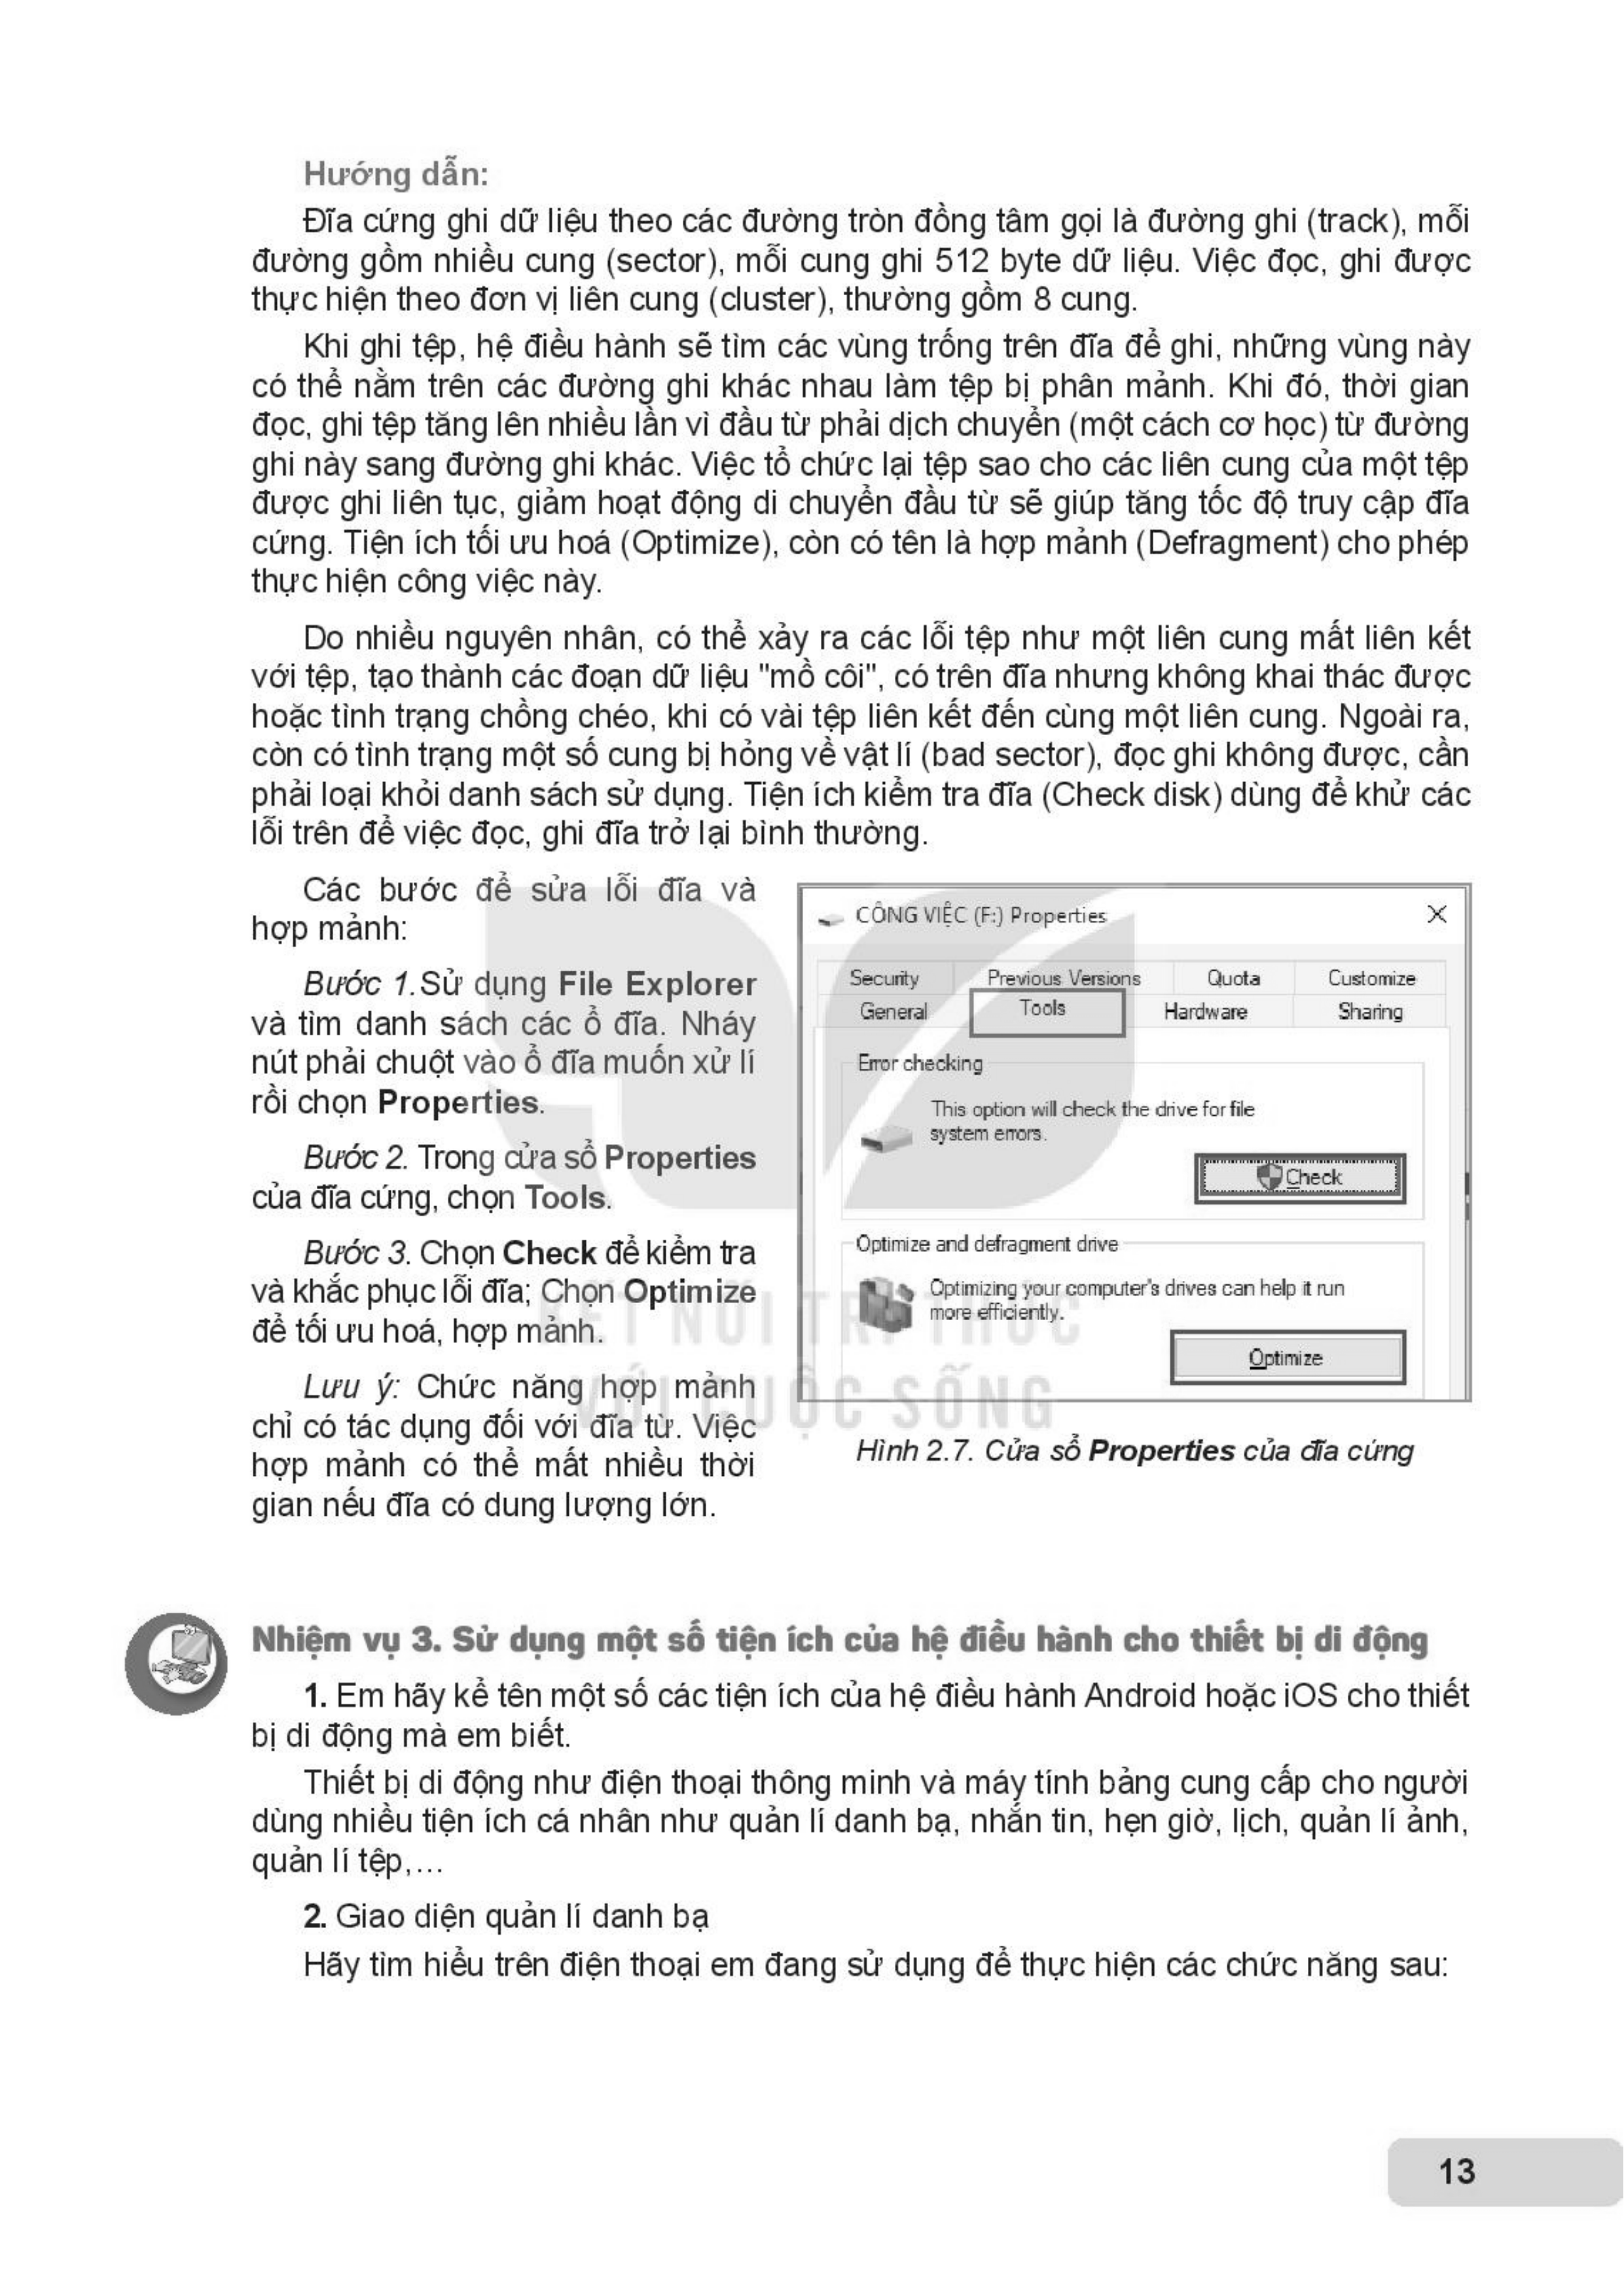 Hướng dẫn:
Đĩa cứng ghi dữ liệu theo các đường tròn đồng tâm gọi là đường ghi (track), mỗi
đường gồm nhiều cung (sector), mỗi cung ghi 512 byte dữ liệu. Việc đọc, ghi được
thực hiện theo đơn vị liên cung (cluster), thường gồm 8 cung.
Khi ghi tệp, hệ điều hành sẽ tìm các vùng trống trên đĩa để ghi, những vùng này
có thể nằm trên các đường ghi khác nhau làm tệp bị phân mảnh. Khi đó, thời gian
đọc, ghi tệp tăng lên nhiều lần vì đầu từ phải dịch chuyển (một cách cơ học) từ đường
ghi này sang đường ghi khác. Việc tổ chức lại tệp sao cho các liên cung của một tệp
được ghi liên tục, giảm hoạt động di chuyển đầu từ sẽ giúp tăng tốc độ truy cập đĩa
cứng. Tiện ích tối ưu hoá (Optimize), còn có tên là hợp mảnh (Defragment) cho phép
thực hiện công việc này.
Do nhiều nguyên nhân, có thể xảy ra các lỗi tệp như một liên cung mất liên kết
với tệp, tạo thành các đoạn dữ liệu "mồ côi", có trên đĩa nhưng không khai thác được
hoặc tình trạng chồng chéo, khi có vài tệp liên kết đến cùng một liên cung. Ngoài ra,
còn có tình trạng một số cung bị hỏng về vật lí (bad sector), đọc ghi không được, cần
phải loại khỏi danh sách sử dụng. Tiện ích kiểm tra đĩa (Check disk) dùng để khử các
lỗi trên để việc đọc, ghi đĩa trở lại bình thường.
Các bước để sửa lỗi đĩa và
hợp mảnh:
Bước 1.Sử dụng File Explorer
và tìm danh sách các ổ đĩa. Nháy
nút phải chuột vào ổ đĩa muốn xử lí
rồi chọn Properties.
Bước 2. Trong cửa sổ Properties
của đĩa cứng, chọn Tools.
Bước 3. Chọn Check để kiểm tra
và khắc phục lỗi đĩa; Chọn Optimize
để tối ưu hoá, hợp mảnh.
Lưu ý: Chức năng hợp mảnh
chỉ có tác dụng đối với đĩa từ. Việc
hợp mảnh có thể mất nhiều thời
gian nếu đĩa có dung lượng lớn.
CÔNG VIỆC (F:) Properties
Security Previous Versions Quota Customize
General Tools Hardware Sharing
Error checking
This option will check the drive for file
system errors.
Check
Optimize and defragment drive
Optimizing your computer's drives can help it run
more efficiently.
Optimize
KẾT NỐI TRI THỨC
VỚI CUỘC SỐNG
Hình 2.7. Cửa sổ Properties của đĩa cứng
Nhiệm vụ 3. Sử dụng một số tiện ích của hệ điều hành cho thiết bị di động
1. Em hãy kể tên một số các tiện ích của hệ điều hành Android hoặc iOS cho thiết
bị di động mà em biết.
Thiết bị di động như điện thoại thông minh và máy tính bảng cung cấp cho người
dùng nhiều tiện ích cá nhân như quản lí danh bạ, nhắn tin, hẹn giờ, lịch, quản lí ảnh,
quản lí tệp,...
2. Giao diện quản lí danh bạ
Hãy tìm hiểu trên điện thoại em đang sử dụng để thực hiện các chức năng sau:
13